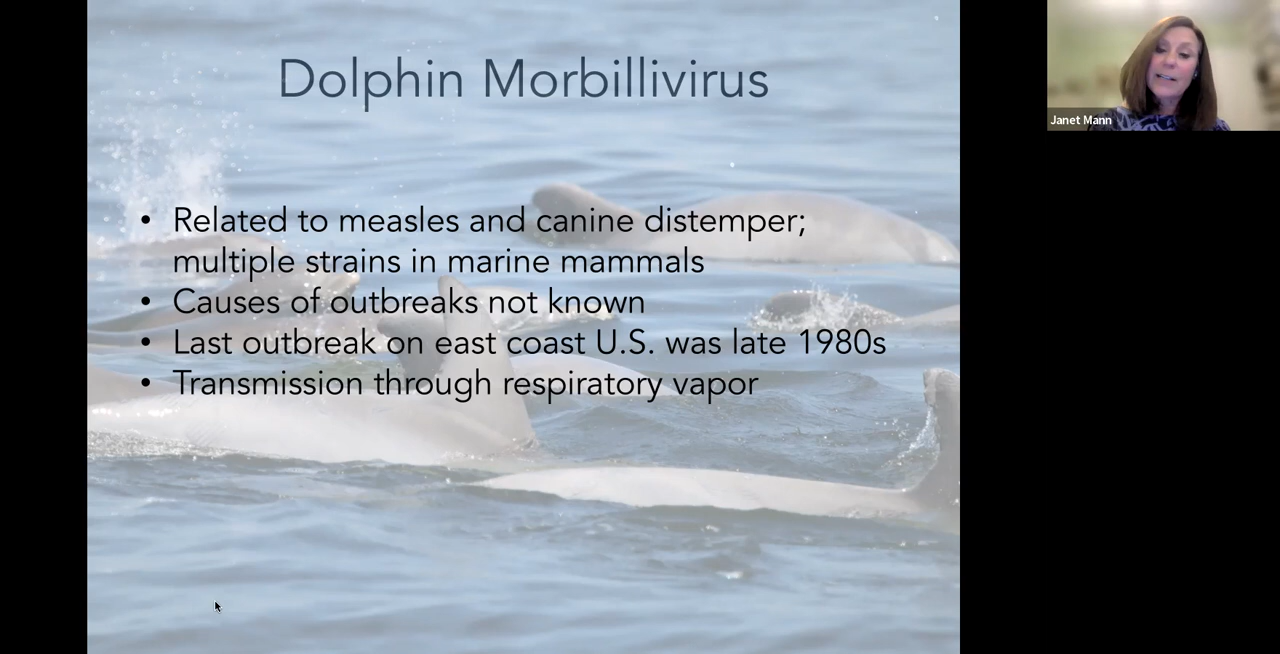 Dolphin Morbillivirus
• Related to measles and canine distemper;
multiple strains in marine mammals
• Causes of outbreaks not known
• Last outbreak on east coast U.S. was late 1980s
• Transmission through respiratory vapor
Janet Mann